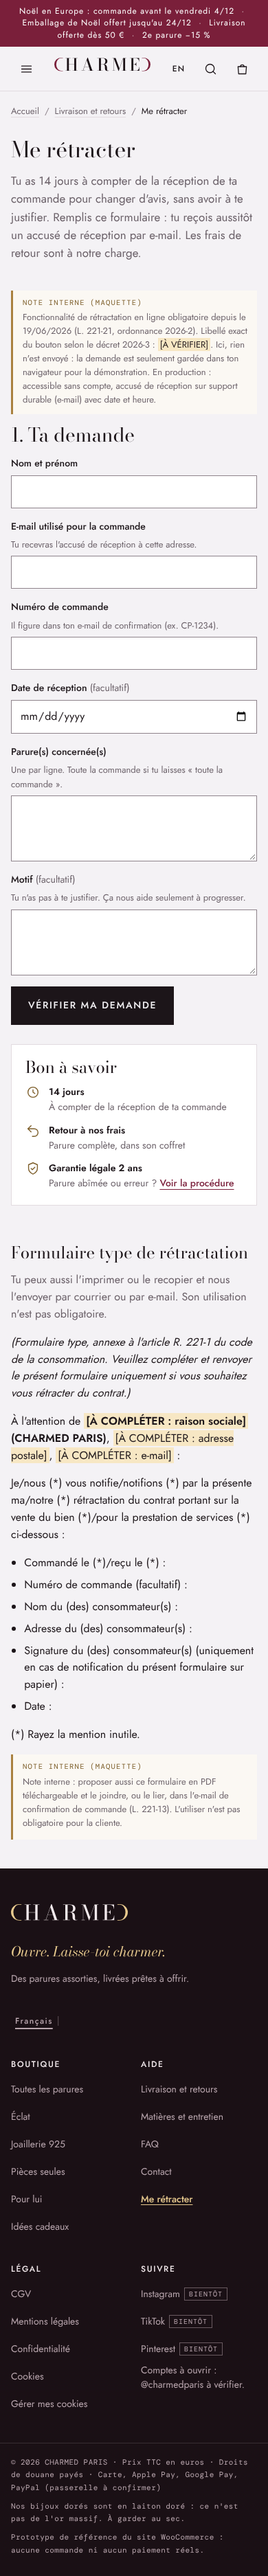 Noël en Europe : commande avant le vendredi 4/12 ·
Emballage de Noël offert jusqu'au 24/12 · Livraison
offerte dès 50 € · 2e parure −15 %
CHARMED
EN
Accueil / Livraison et retours / Me rétracter
Me rétracter
Tu as 14 jours à compter de la réception de ta
commande pour changer d'avis, sans avoir à te
justifier. Remplis ce formulaire : tu reçois aussitôt
un accusé de réception par e-mail. Les frais de
retour sont à notre charge.
NOTE INTERNE (MAQUETTE)
Fonctionnalité de rétractation en ligne obligatoire depuis le
19/06/2026 (L. 221-21, ordonnance 2026-2). Libellé exact
du bouton selon le décret 2026-3 : [À VÉRIFIER]. Ici, rien
n'est envoyé : la demande est seulement gardée dans ton
navigateur pour la démonstration. En production :
accessible sans compte, accusé de réception sur support
durable (e-mail) avec date et heure.
1. Ta demande
Nom et prénom
E-mail utilisé pour la commande
Tu recevras l'accusé de réception à cette adresse.
Numéro de commande
Il figure dans ton e-mail de confirmation (ex. CP-1234).
Date de réception (facultatif)
mm/dd/yyyy
Parure(s) concernée(s)
Une par ligne. Toute la commande si tu laisses « toute la
commande ».
Motif (facultatif)
Tu n'as pas à te justifier. Ça nous aide seulement à progresser.
VÉRIFIER MA DEMANDE
Bon à savoir
14 jours
À compter de la réception de ta commande
Retour à nos frais
Parure complète, dans son coffret
Garantie légale 2 ans
Parure abîmée ou erreur ? Voir la procédure
Formulaire type de rétractation
Tu peux aussi l'imprimer ou le recopier et nous
l'envoyer par courrier ou par e-mail. Son utilisation
n'est pas obligatoire.
(Formulaire type, annexe à l'article R. 221-1 du code
de la consommation. Veuillez compléter et renvoyer
le présent formulaire uniquement si vous souhaitez
vous rétracter du contrat.)
À l'attention de [À COMPLÉTER : raison sociale]
(CHARMED PARIS), [À COMPLÉTER : adresse
postale], [À COMPLÉTER : e-mail] :
Je/nous (*) vous notifie/notifions (*) par la présente
ma/notre (*) rétractation du contrat portant sur la
vente du bien (*)/pour la prestation de services (*)
ci-dessous :
• Commandé le (*)/reçu le (*) :
• Numéro de commande (facultatif) :
• Nom du (des) consommateur(s) :
• Adresse du (des) consommateur(s) :
• Signature du (des) consommateur(s) (uniquement
en cas de notification du présent formulaire sur
papier) :
• Date :
(*) Rayez la mention inutile.
NOTE INTERNE (MAQUETTE)
Note interne : proposer aussi ce formulaire en PDF
téléchargeable et le joindre, ou le lier, dans l'e-mail de
confirmation de commande (L. 221-13). L'utiliser n'est pas
obligatoire pour la cliente.
CHARMED
Ouvre. Laisse-toi charmer.
Des parures assorties, livrées prêtes à offrir.
Français
BOUTIQUE
Toutes les parures
Éclat
Joaillerie 925
Pièces seules
Pour lui
Idées cadeaux
AIDE
Livraison et retours
Matières et entretien
FAQ
Contact
Me rétracter
LÉGAL
CGV
Mentions légales
Confidentialité
Cookies
Gérer mes cookies
SUIVRE
Instagram BIENTÔT
TikTok BIENTÔT
Pinterest BIENTÔT
Comptes à ouvrir :
@charmedparis à vérifier.
© 2026 CHARMED PARIS · Prix TTC en euros · Droits
de douane payés · Carte, Apple Pay, Google Pay,
PayPal (passerelle à confirmer)
Nos bijoux dorés sont en laiton doré : ce n'est
pas de l'or massif. À garder au sec.
Prototype de référence du site WooCommerce :
aucune commande ni aucun paiement réels.